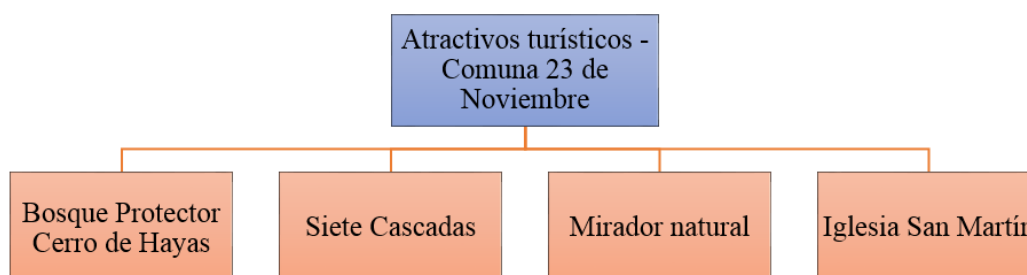 Atractivos turísticos -
Comuna 23 de
Noviembre
Bosque Protector
Cerro de Hayas
Siete Cascadas
Mirador natural
Iglesia San Martín